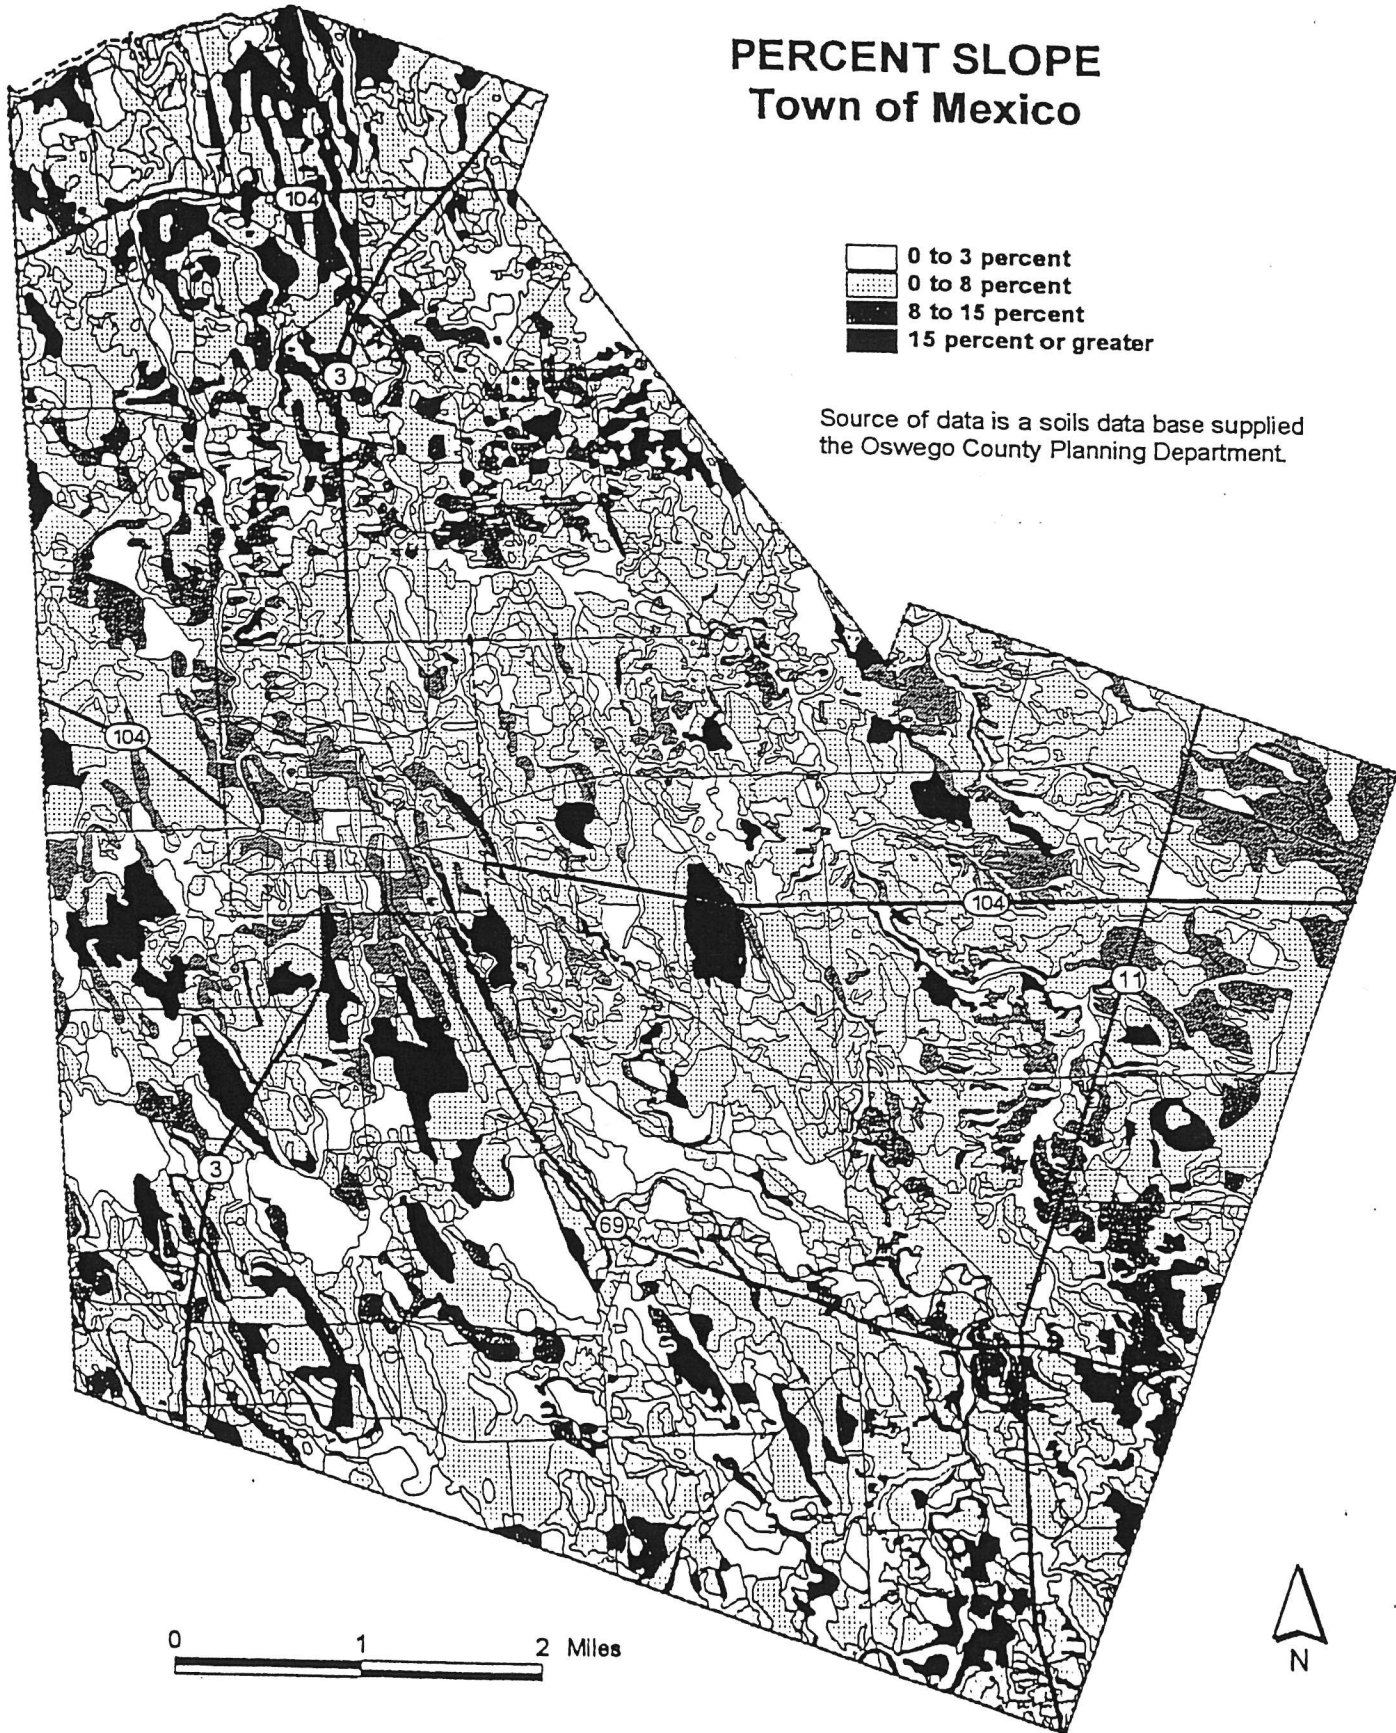 PERCENT SLOPE
Town of Mexico
0 to 3 percent
0 to 8 percent
8 to 15 percent
15 percent or greater
Source of data is a soils data base supplied
the Oswego County Planning Department.
104
3
104
104
11
3
69
0 1 2 Miles
N